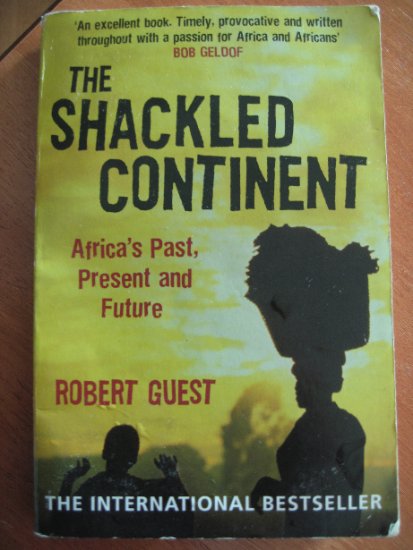 'An excellent book. Timely, provocative and written
throughout with a passion for Africa and Africans'
BOB GELDOF
THE
SHACKLED
CONTINENT
Africa's Past,
Present and
Future
ROBERT GUEST
THE INTERNATIONAL BESTSELLER